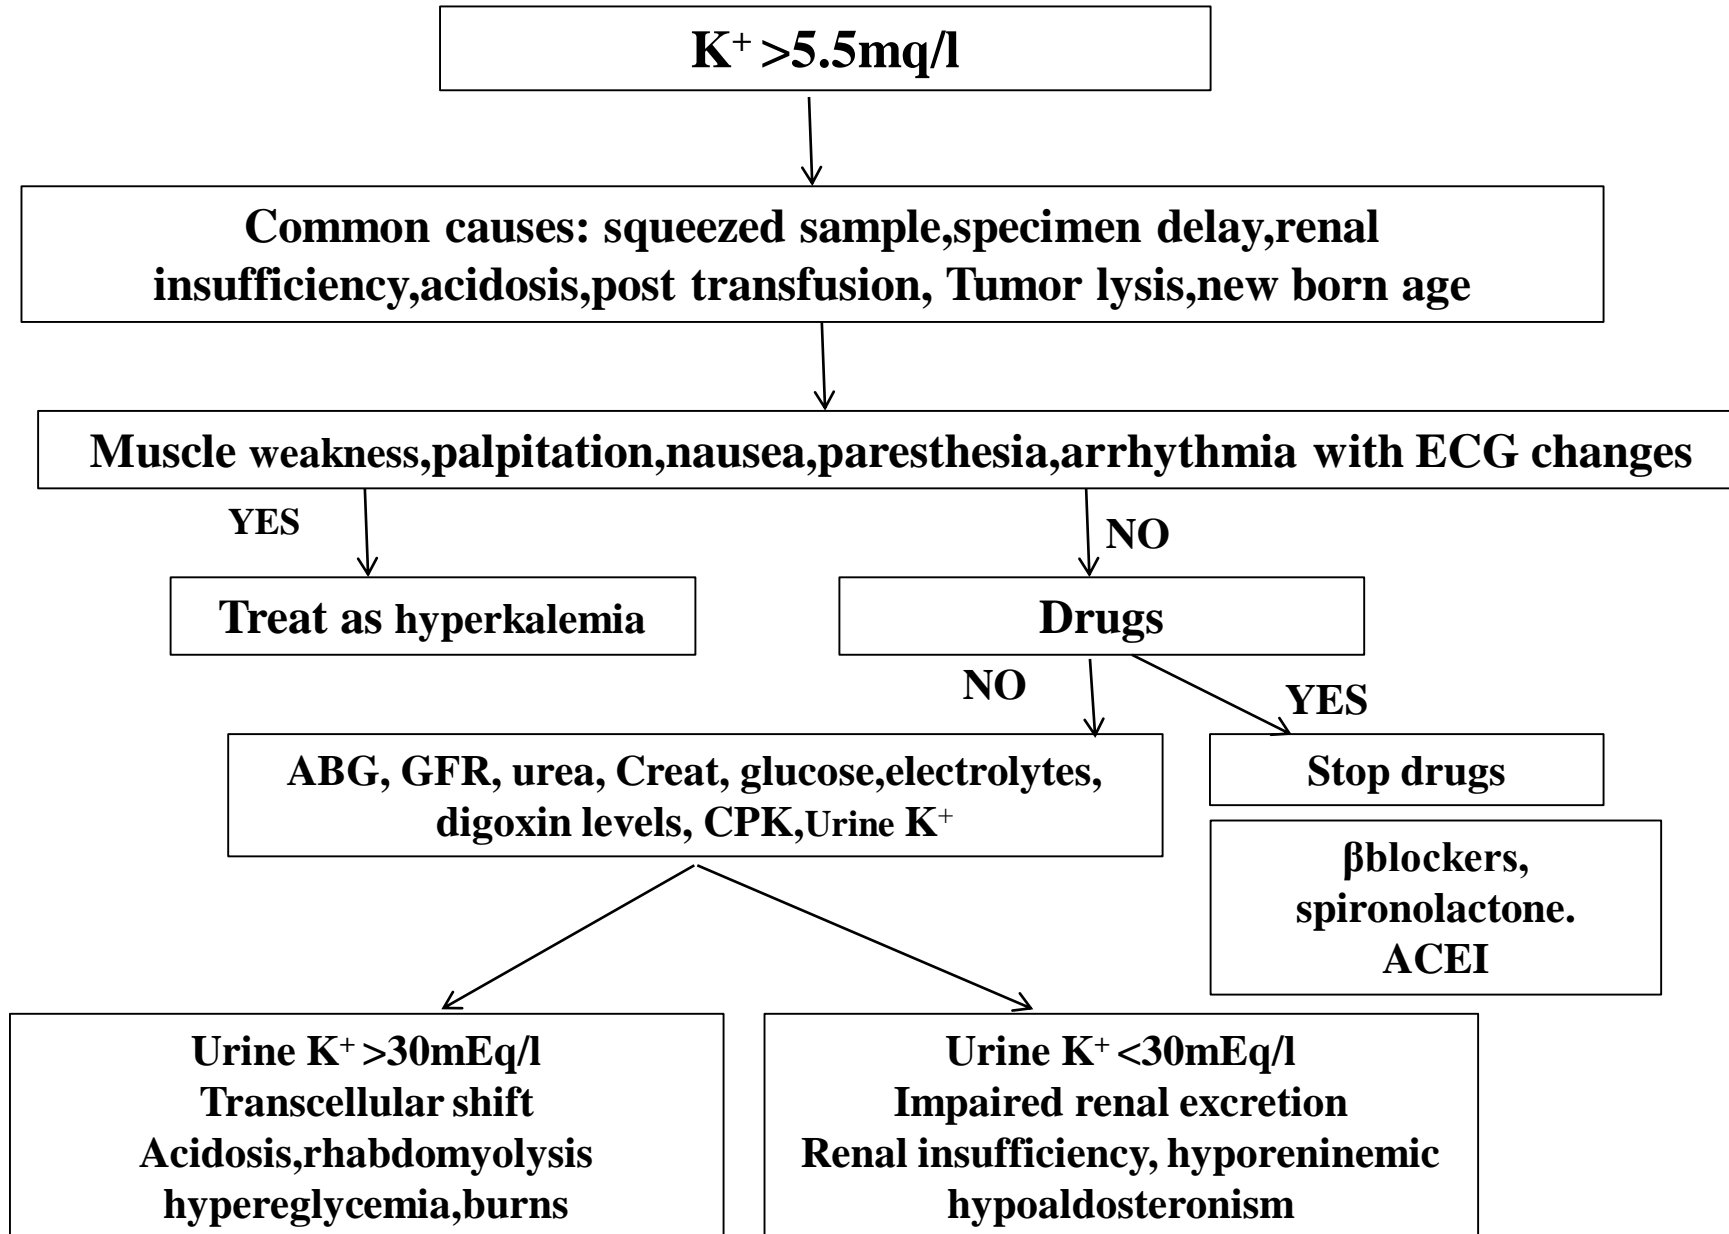 K⁺ >5.5mq/l
Common causes: squeezed sample,specimen delay,renal
insufficiency,acidosis,post transfusion, Tumor lysis,new born age
Muscle weakness,palpitation,nausea,paresthesia,arrhythmia with ECG changes
YES
NO
Treat as hyperkalemia
Drugs
NO
YES
ABG, GFR, urea, Creat, glucose,electrolytes,
digoxin levels, CPK,Urine K⁺
Stop drugs
βblockers,
spironolactone.
ACEI
Urine K⁺ >30mEq/l
Transcellular shift
Acidosis,rhabdomyolysis
hypereglycemia,burns
Urine K⁺ <30mEq/l
Impaired renal excretion
Renal insufficiency, hyporeninemic
hypoaldosteronism